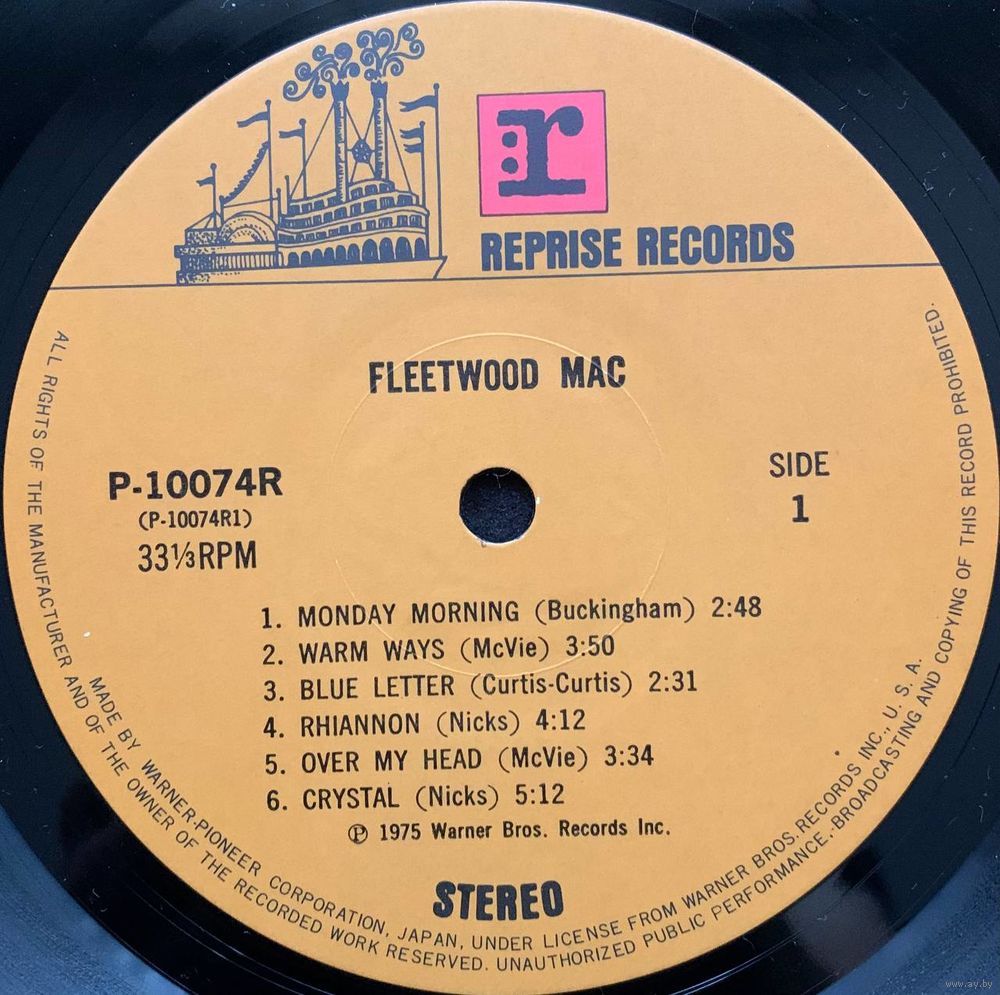 r:
REPRISE RECORDS
FLEETWOOD MAC
P-10074R
(P-10074R1)
33⅓RPM
SIDE
1
1. MONDAY MORNING (Buckingham) 2:48
2. WARM WAYS (McVie) 3:50
3. BLUE LETTER (Curtis-Curtis) 2:31
4. RHIANNON (Nicks) 4:12
5. OVER MY HEAD (McVie) 3:34
6. CRYSTAL (Nicks) 5:12
℗ 1975 Warner Bros. Records Inc.
STEREO
MADE BY WARNER-PIONEER CORPORATION, JAPAN, UNDER LICENSE FROM WARNER BROS. RECORDS INC., U. S. A.
ALL RIGHTS OF THE MANUFACTURER AND OF THE OWNER OF THE RECORDED WORK RESERVED. UNAUTHORIZED PUBLIC PERFORMANCE, BROADCASTING AND COPYING OF THIS RECORD PROHIBITED.
www.ay.by